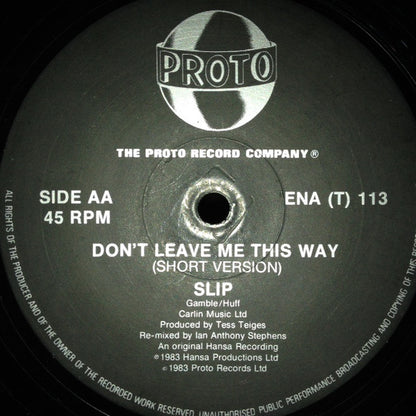 PROTO
THE PROTO RECORD COMPANY ®
SIDE AA
45 RPM
ENA (T) 113
DON'T LEAVE ME THIS WAY
(SHORT VERSION)
SLIP
Gamble/Huff
Carlin Music Ltd
Produced by Tess Teiges
Re-mixed by Ian Anthony Stephens
An original Hansa Recording
℗ 1983 Hansa Productions Ltd
© 1983 Proto Records Ltd
ALL RIGHTS OF THE PRODUCER AND OF THE OWNER OF THE RECORDED WORK RESERVED. UNAUTHORISED PUBLIC PERFORMANCE BROADCASTING AND COPYING OF THIS RECORD